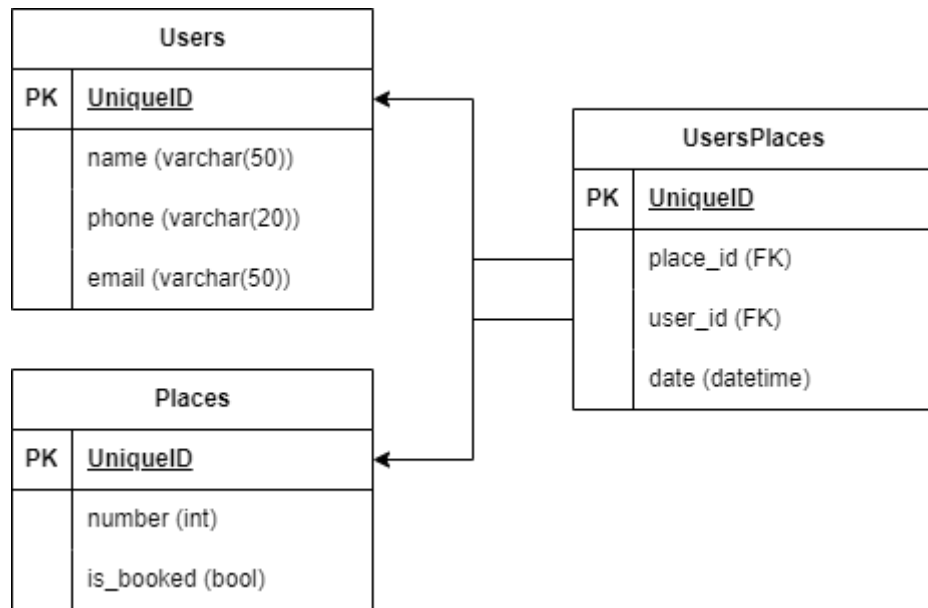 Users
PK UniqueID
name (varchar(50))
phone (varchar(20))
email (varchar(50))
UsersPlaces
PK UniqueID
place_id (FK)
user_id (FK)
date (datetime)
Places
PK UniqueID
number (int)
is_booked (bool)